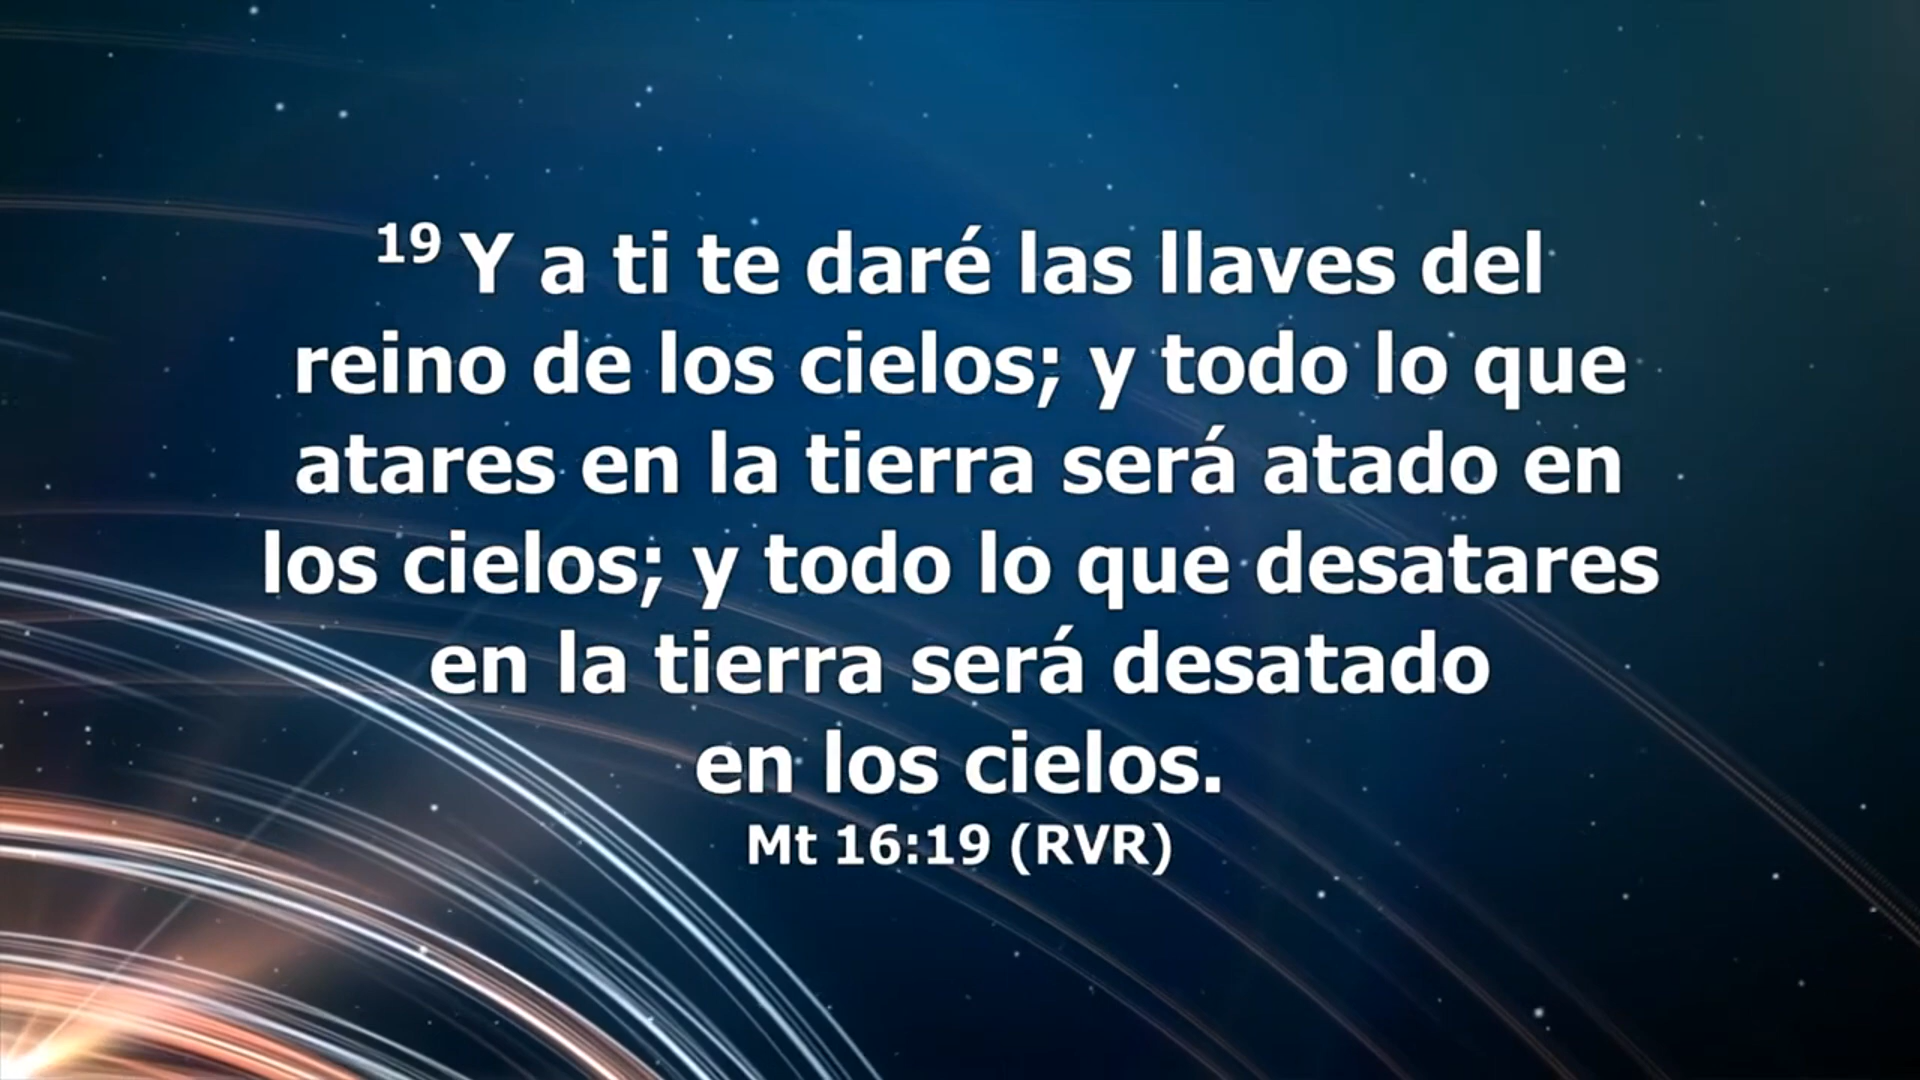 19 Y a ti te daré las llaves del
reino de los cielos; y todo lo que
atares en la tierra será atado en
los cielos; y todo lo que desatares
en la tierra será desatado
en los cielos.
Mt 16:19 (RVR)